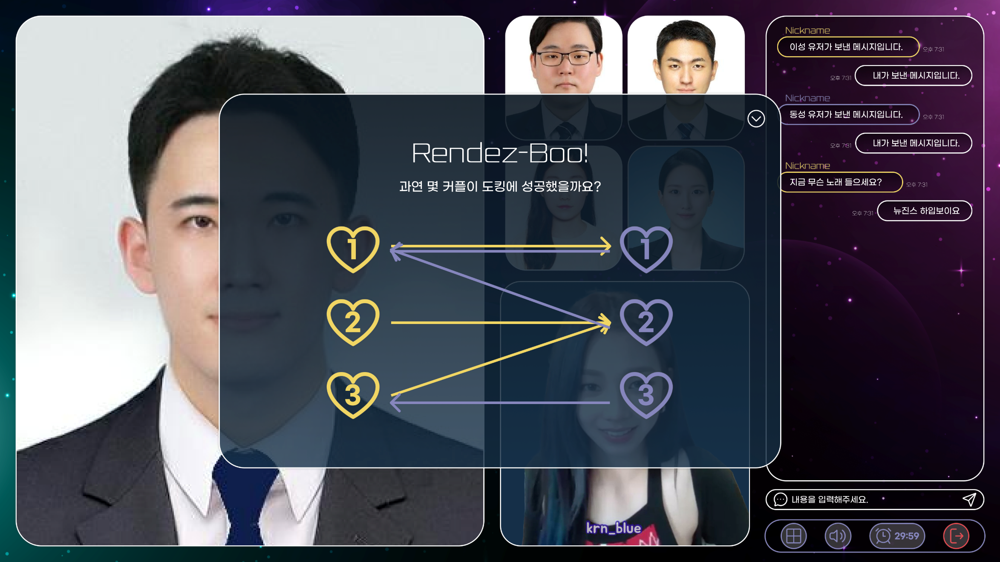 Rendez-Boo!
과연 몇 커플이 도킹에 성공했을까요?
1
1
2
2
3
3
krn_blue
Nickname
이성 유저가 보낸 메시지입니다.
오후 7:31
내가 보낸 메시지입니다.
오후 7:31
Nickname
동성 유저가 보낸 메시지입니다.
오후 7:31
내가 보낸 메시지입니다.
오후 7:31
Nickname
지금 무슨 노래 들으세요?
오후 7:31
뉴진스 하입보이요
오후 7:31
내용을 입력해주세요.
29:59